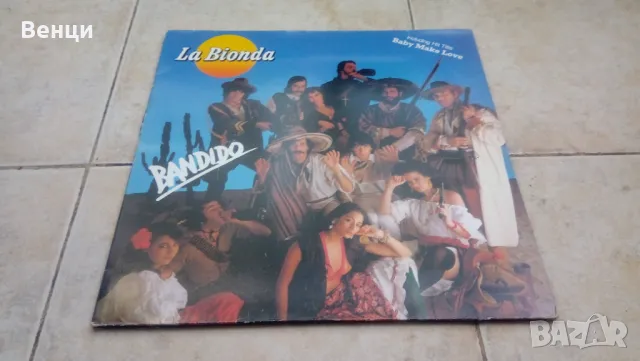 Венци
La Bionda
Including Hit Title
Baby Make Love
BANDIDO
BAZAR